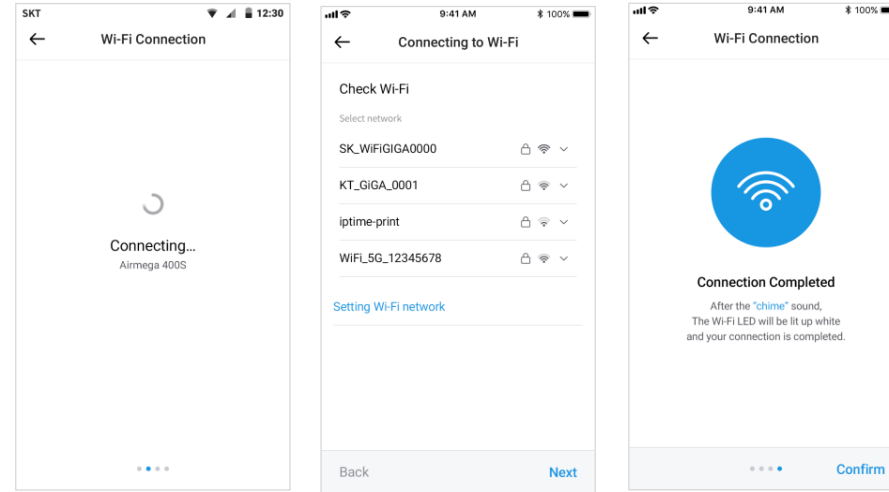 SKT
12:30
Wi-Fi Connection
Connecting...
Airmega 400S
9:41 AM
100%
Connecting to Wi-Fi
Check Wi-Fi
Select network
SK_WiFiGIGA0000
KT_GiGA_0001
iptime-print
WiFi_5G_12345678
Setting Wi-Fi network
Back
Next
9:41 AM
100%
Wi-Fi Connection
Connection Completed
After the "chime" sound,
The Wi-Fi LED will be lit up white
and your connection is completed.
Confirm